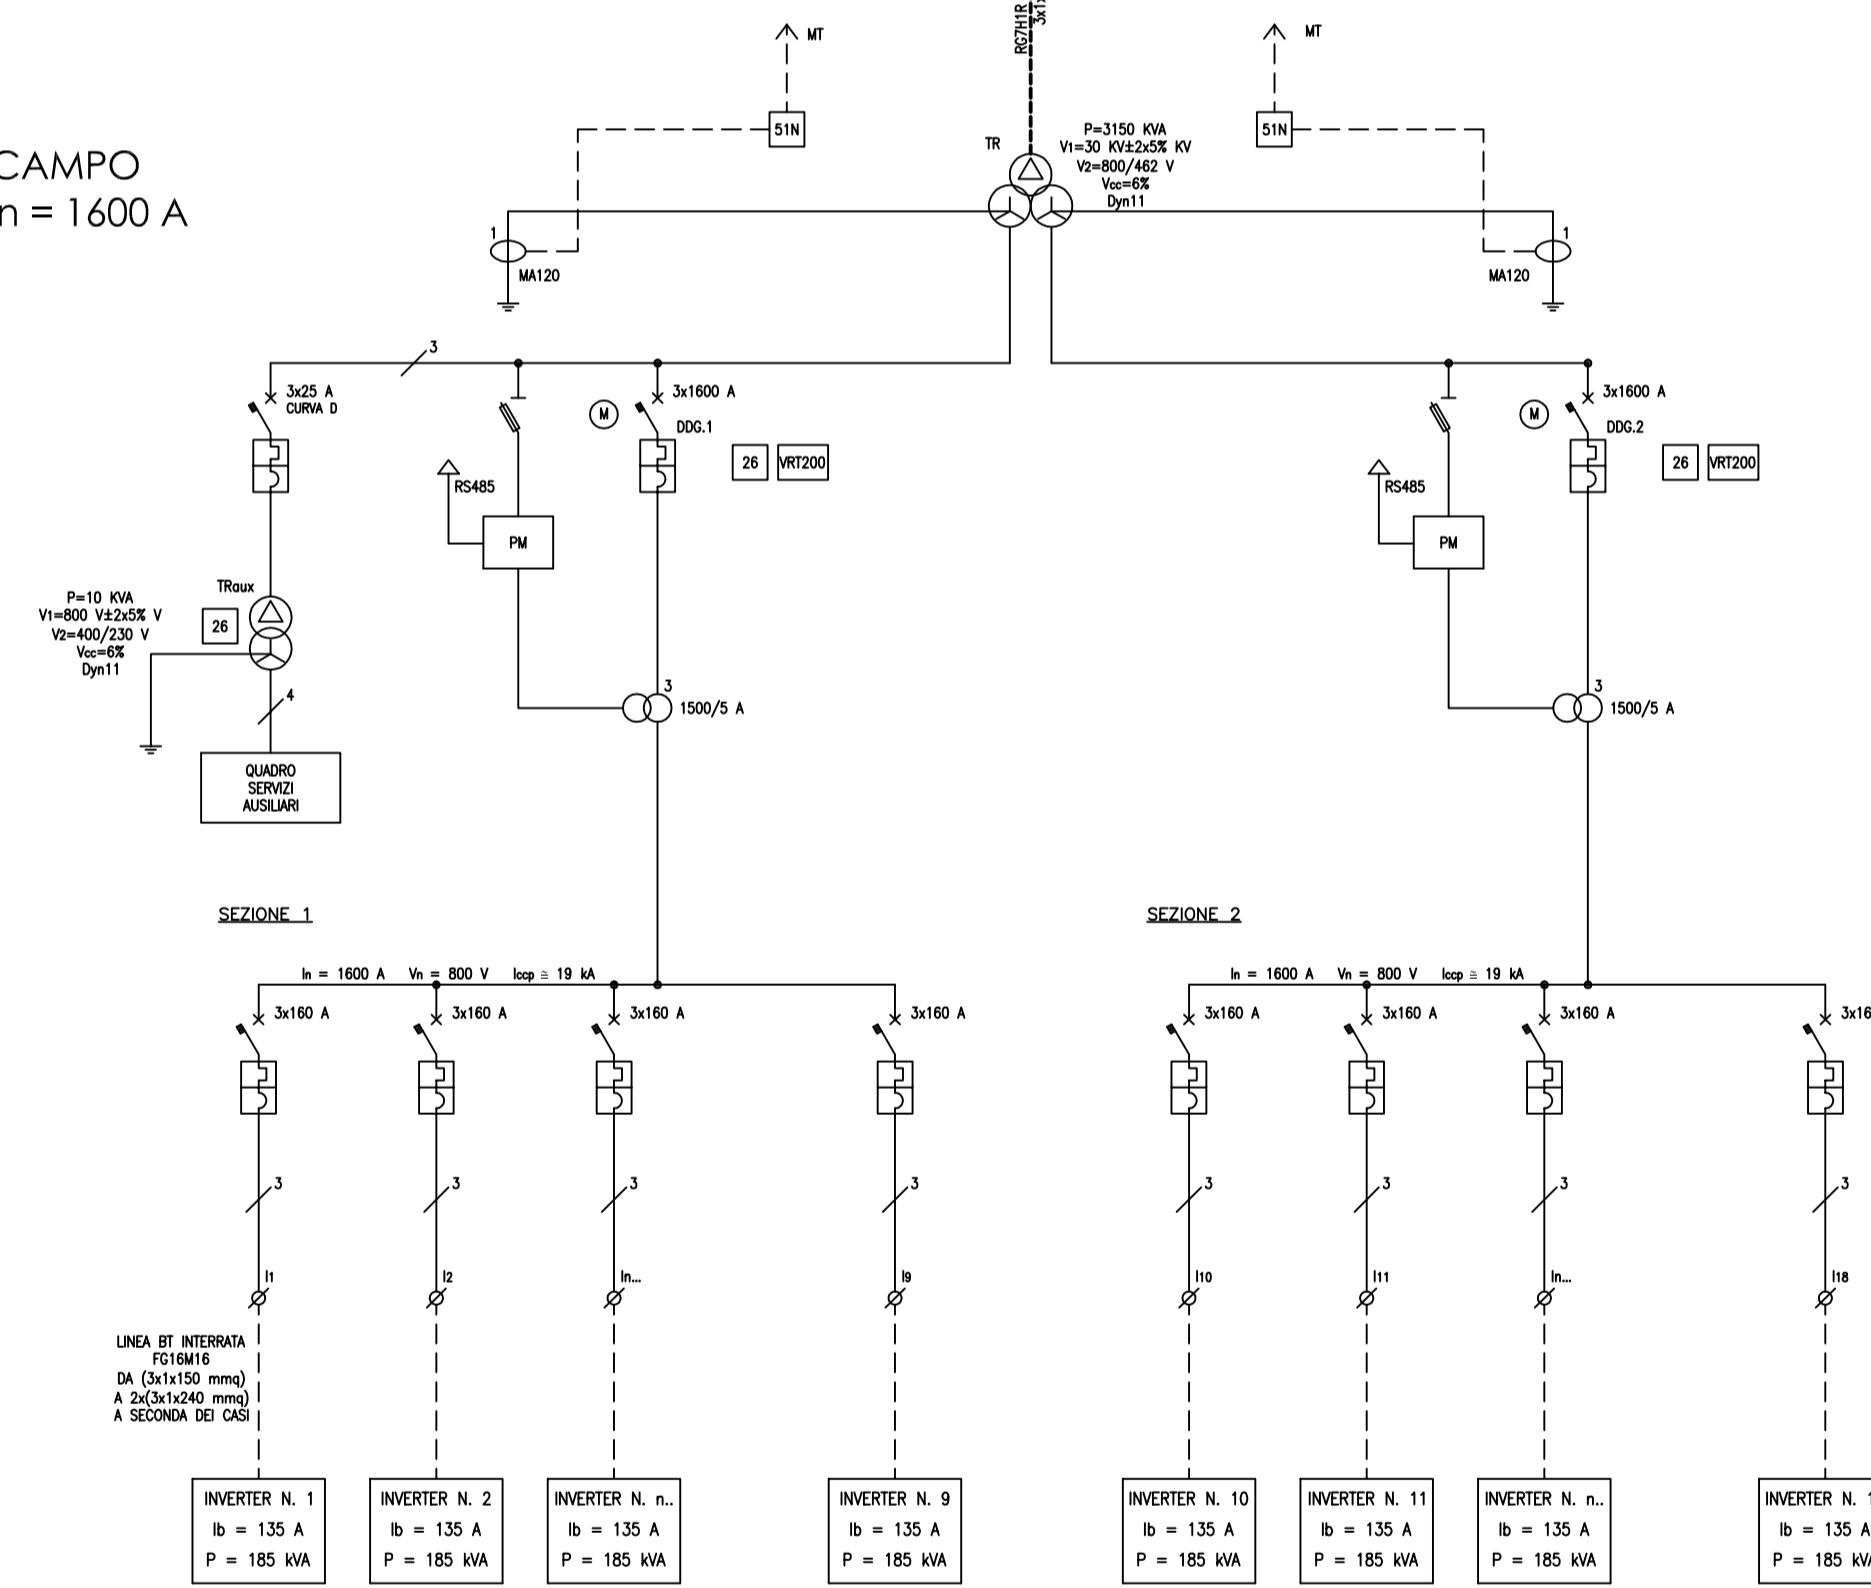 CAMPO
n = 1600 A
MT
51N
RG7H1R
MT
51N
TR
P=3150 KVA
V1=30 KV±2x5% KV
V2=800/462 V
Vcc=6%
Dyn11
1
MA120
1
MA120
3
3x25 A
CURVA D
M
3x1600 A
DDG.1
26
VRT200
RS485
PM
M
3x1600 A
DDG.2
26
VRT200
RS485
PM
TRaux
P=10 KVA
V1=800 V±2x5% V
V2=400/230 V
Vcc=6%
Dyn11
26
4
QUADRO
SERVIZI
AUSILIARI
3
1500/5 A
3
1500/5 A
SEZIONE 1
SEZIONE 2
In = 1600 A Vn = 800 V Iccp ≅ 19 kA
In = 1600 A Vn = 800 V Iccp ≅ 19 kA
3x160 A
3x160 A
3x160 A
3x160 A
3x160 A
3x160 A
3x160 A
3x16
3
3
3
3
3
3
3
3
I1
I2
In...
I9
I10
I11
In...
I18
LINEA BT INTERRATA
FG16M16
DA (3x1x150 mmq)
A 2x(3x1x240 mmq)
A SECONDA DEI CASI
INVERTER N. 1
Ib = 135 A
P = 185 kVA
INVERTER N. 2
Ib = 135 A
P = 185 kVA
INVERTER N. n..
Ib = 135 A
P = 185 kVA
INVERTER N. 9
Ib = 135 A
P = 185 kVA
INVERTER N. 10
Ib = 135 A
P = 185 kVA
INVERTER N. 11
Ib = 135 A
P = 185 kVA
INVERTER N. n..
Ib = 135 A
P = 185 kVA
INVERTER N. 1
Ib = 135 A
P = 185 kVA